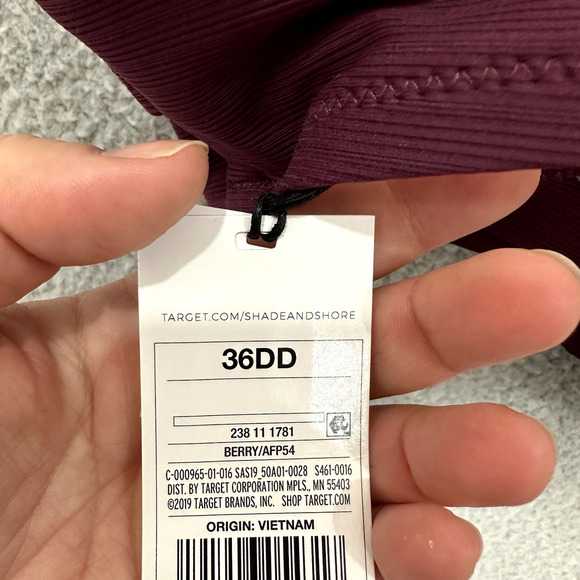 TARGET.COM/SHADEANDSHORE
36DD
238 11 1781
BERRY/AFP54
C-000965-01-016 SAS19_50A01-0028 S461-0016
DIST. BY TARGET CORPORATION MPLS., MN 55403
©2019 TARGET BRANDS, INC. SHOP TARGET.COM
ORIGIN: VIETNAM